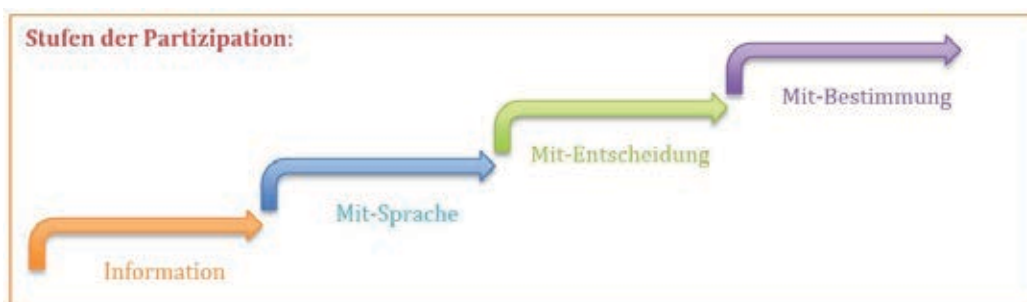 Stufen der Partizipation:
Mit-Bestimmung
Mit-Entscheidung
Mit-Sprache
Information